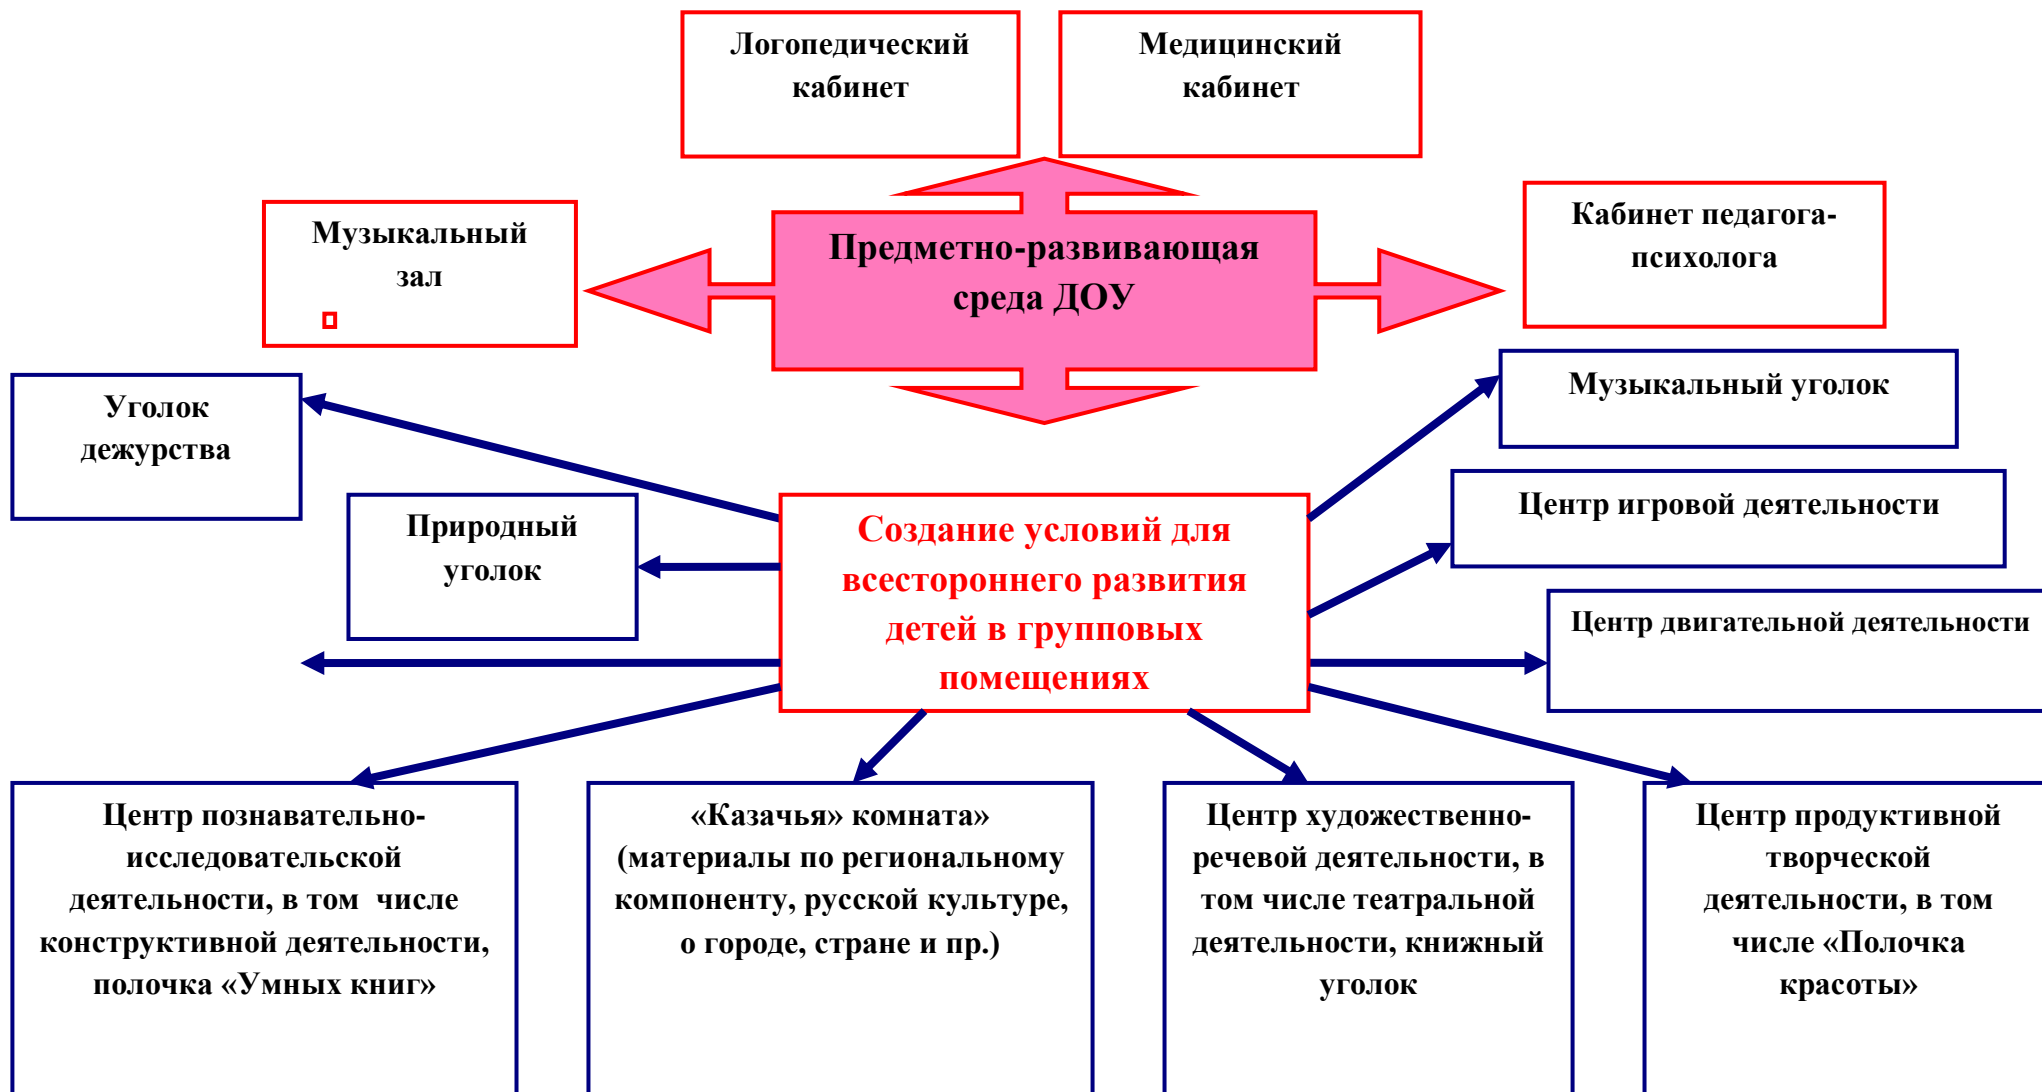 Логопедический
кабинет
Медицинский
кабинет
Музыкальный
зал
Предметно-развивающая
среда ДОУ
Кабинет педагога-
психолога
Уголок
дежурства
Музыкальный уголок
Природный
уголок
Создание условий для
всестороннего развития
детей в групповых
помещениях
Центр игровой деятельности
Центр двигательной деятельности
Центр познавательно-
исследовательской
деятельности, в том  числе
конструктивной деятельности,
полочка «Умных книг»
«Казачья» комната»
(материалы по региональному
компоненту, русской культуре,
о городе, стране и пр.)
Центр художественно-
речевой деятельности, в
том числе театральной
деятельности, книжный
уголок
Центр продуктивной
творческой
деятельности, в том
числе «Полочка
красоты»